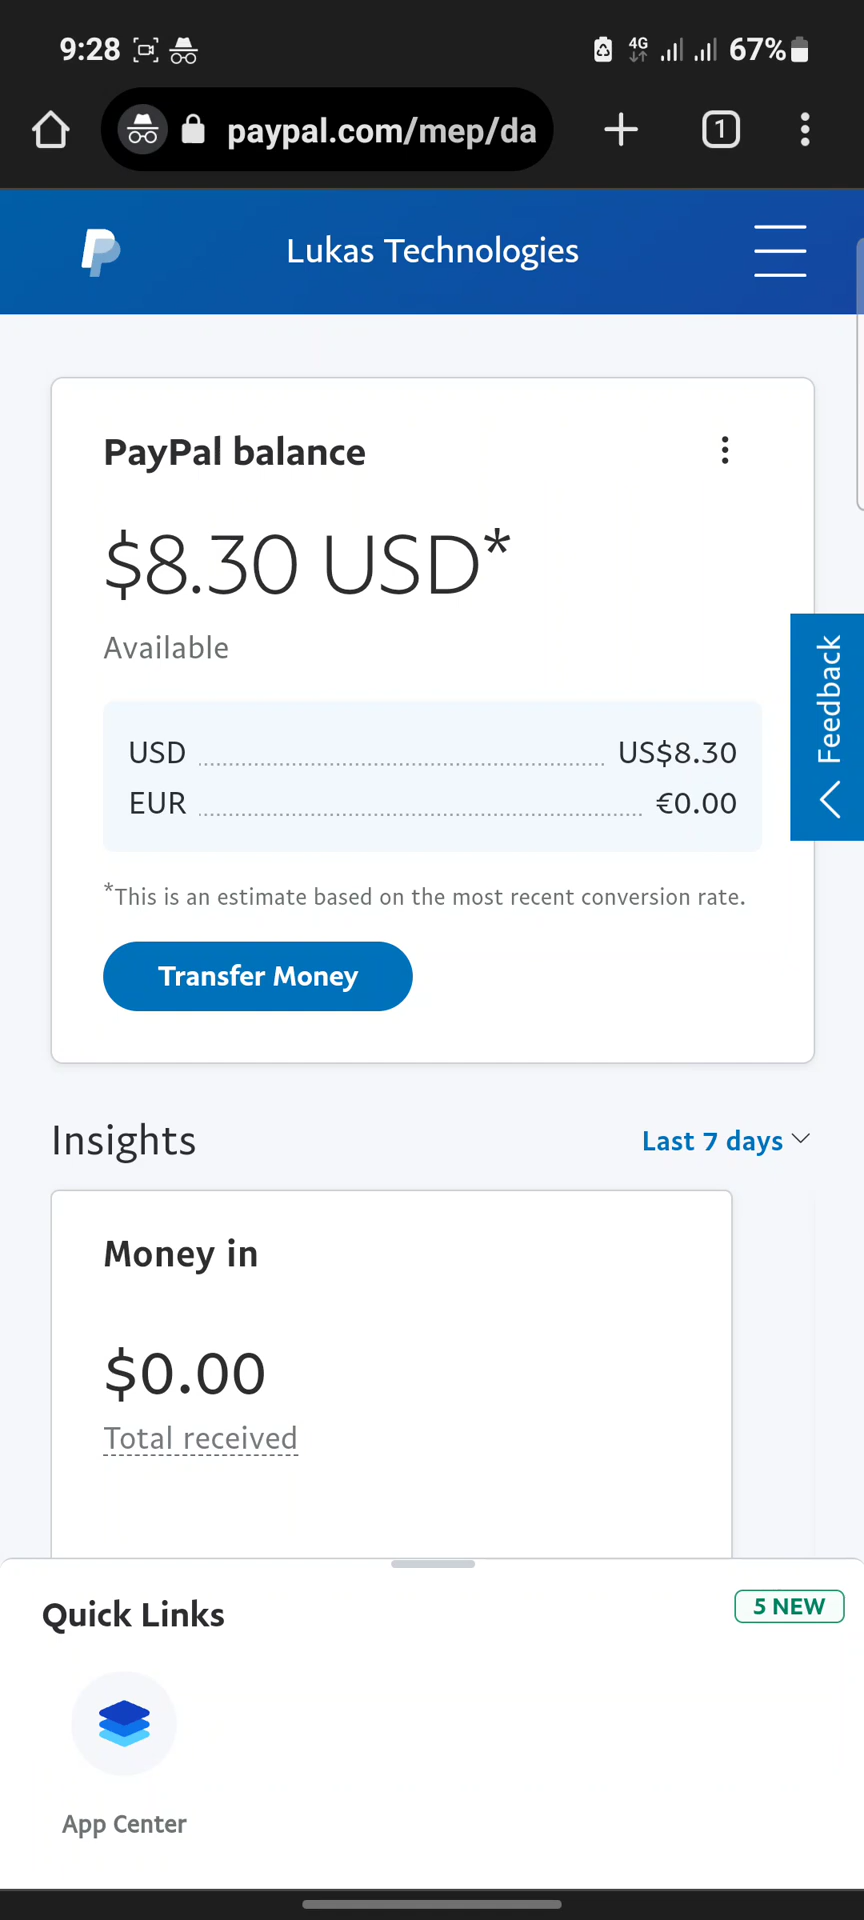 9:28 4G 67%
paypal.com/mep/da 1
Lukas Technologies
PayPal balance
$8.30 USD*
Available
USD US$8.30
EUR €0.00
*This is an estimate based on the most recent conversion rate.
Transfer Money
Feedback
Insights Last 7 days
Money in
$0.00
Total received
Quick Links 5 NEW
App Center